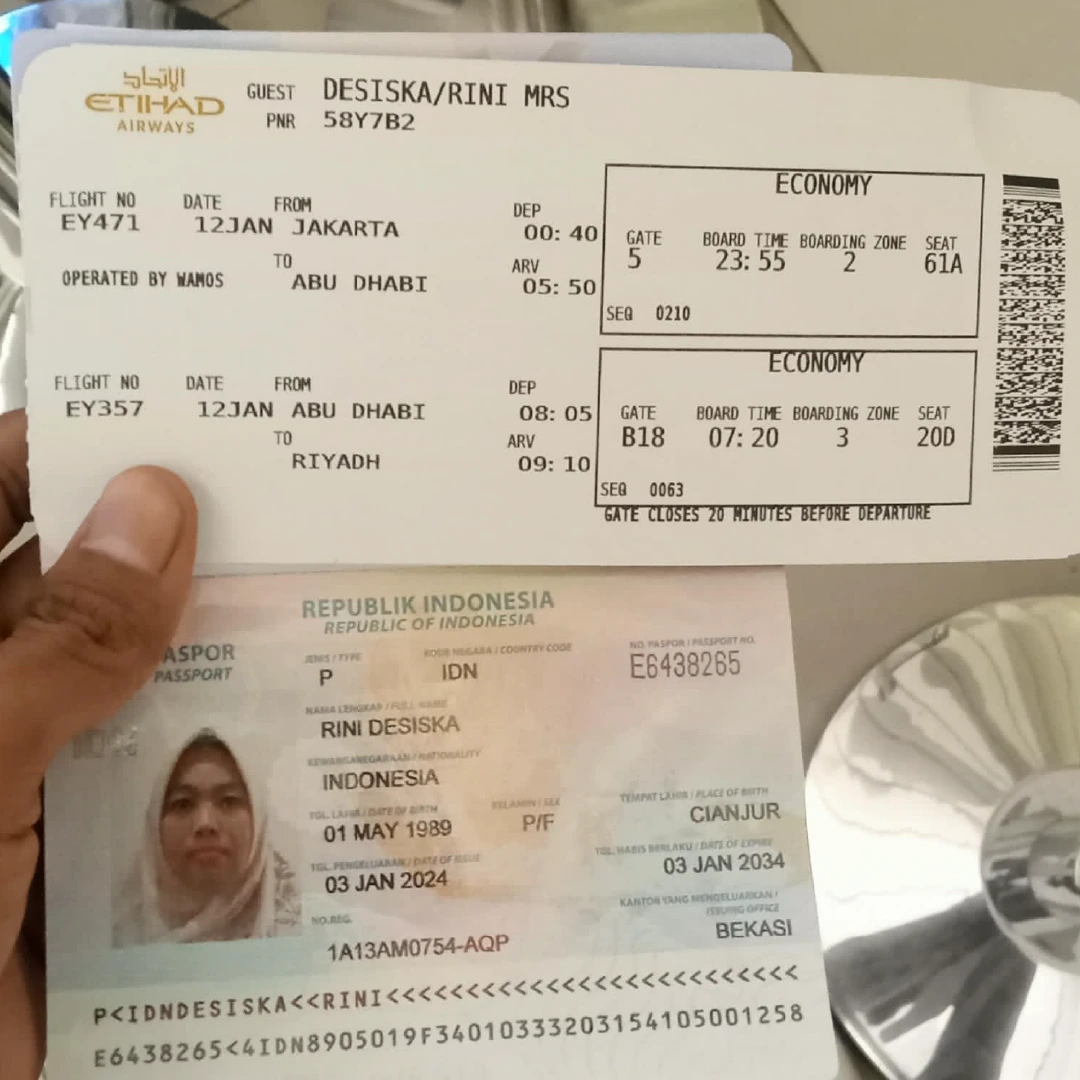 الإتحاد
ETIHAD
AIRWAYS
GUEST DESISKA/RINI MRS
PNR 58Y7B2
FLIGHT NO DATE FROM DEP
EY471 12JAN JAKARTA 00:40
TO ARV
OPERATED BY WAMOS ABU DHABI 05:50
ECONOMY
GATE BOARD TIME BOARDING ZONE SEAT
5 23:55 2 61A
SEQ 0210
FLIGHT NO DATE FROM DEP
EY357 12JAN ABU DHABI 08:05
TO ARV
RIYADH 09:10
ECONOMY
GATE BOARD TIME BOARDING ZONE SEAT
B18 07:20 3 20D
SEQ 0063
GATE CLOSES 20 MINUTES BEFORE DEPARTURE
REPUBLIK INDONESIA
REPUBLIC OF INDONESIA
ASPOR
PASSPORT
JENIS / TYPE KODE NEGARA / COUNTRY CODE NO. PASPOR / PASSPORT NO.
P IDN E6438265
NAMA LENGKAP / FULL NAME
RINI DESISKA
KEWARGANEGARAAN / NATIONALITY
INDONESIA
TGL. LAHIR / DATE OF BIRTH KELAMIN / SEX TEMPAT LAHIR / PLACE OF BIRTH
01 MAY 1989 P/F CIANJUR
TGL. PENGELUARAN / DATE OF ISSUE TGL. HABIS BERLAKU / DATE OF EXPIRY
03 JAN 2024 03 JAN 2034
NO. REG. KANTOR YANG MENGELUARKAN /
ISSUING OFFICE
1A13AM0754-AQP BEKASI
P<IDNDESISKA<<RINI<<<<<<<<<<<<<<<<<<<<<<<<<<
E6438265<4IDN8905019F3401033320315410500​1258